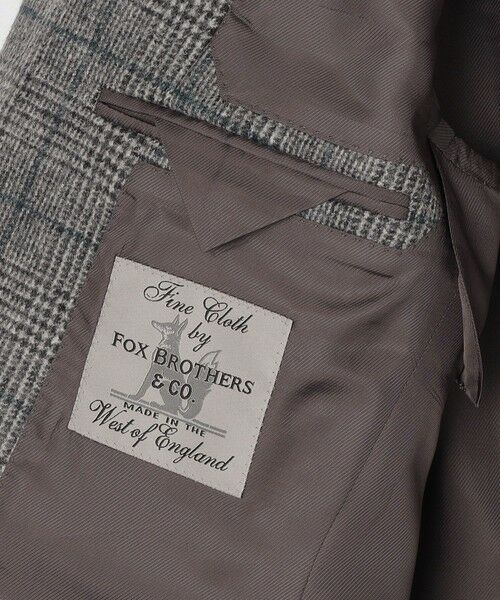 Fine Cloth
by
FOX BROTHERS
& CO.
MADE IN THE
West of England